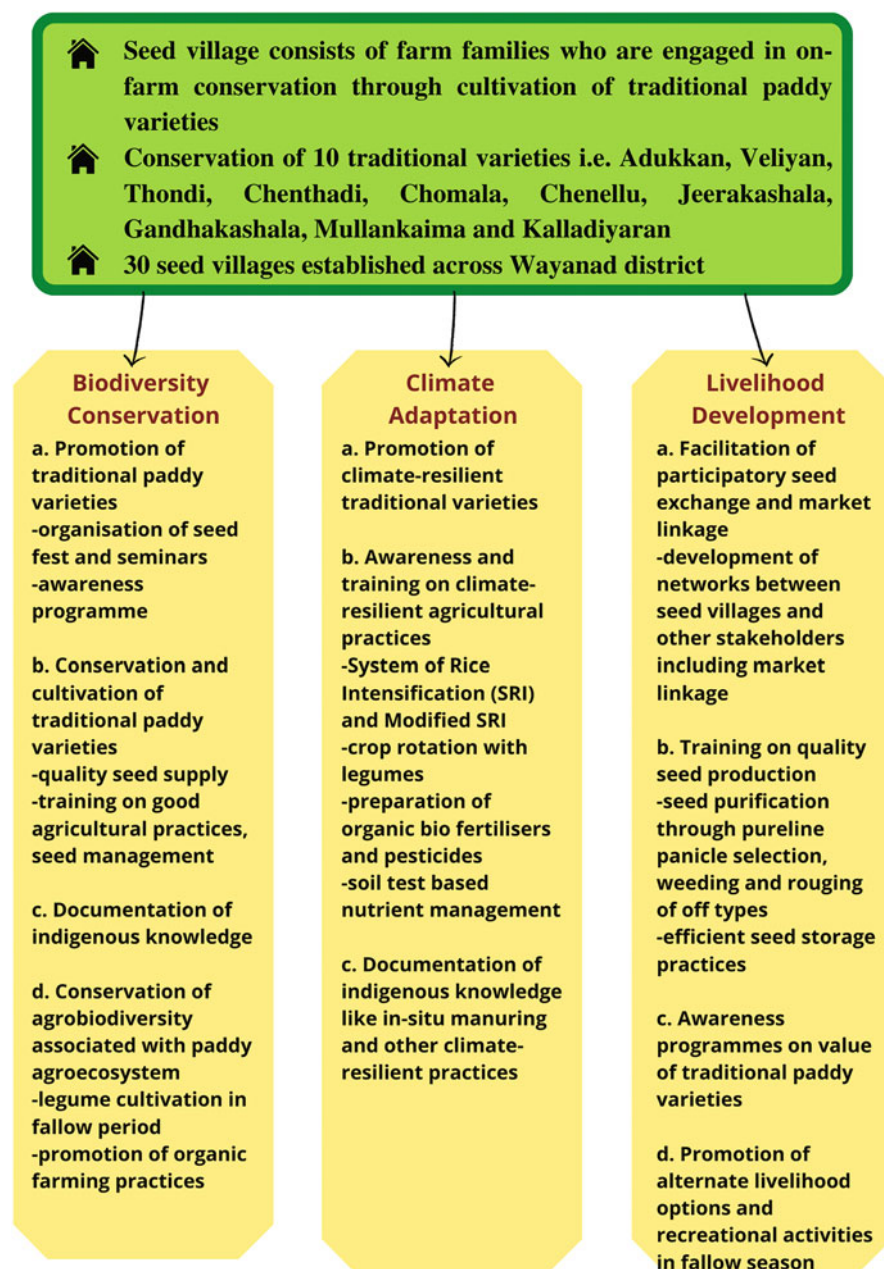 Seed village consists of farm families who are engaged in on-
farm conservation through cultivation of traditional paddy
varieties
Conservation of 10 traditional varieties i.e. Adukkan, Veliyan,
Thondi, Chenthadi, Chomala, Chenellu, Jeerakashala,
Gandhakashala, Mullankaima and Kalladiyaran
30 seed villages established across Wayanad district
Biodiversity
Conservation
a. Promotion of
traditional paddy
varieties
-organisation of seed
fest and seminars
-awareness
programme
b. Conservation and
cultivation of
traditional paddy
varieties
-quality seed supply
-training on good
agricultural practices,
seed management
c. Documentation of
indigenous knowledge
d. Conservation of
agrobiodiversity
associated with paddy
agroecosystem
-legume cultivation in
fallow period
-promotion of organic
farming practices
Climate
Adaptation
a. Promotion of
climate-resilient
traditional varieties
b. Awareness and
training on climate-
resilient agricultural
practices
-System of Rice
Intensification (SRI)
and Modified SRI
-crop rotation with
legumes
-preparation of
organic bio fertilisers
and pesticides
-soil test based
nutrient management
c. Documentation of
indigenous knowledge
like in-situ manuring
and other climate-
resilient practices
Livelihood
Development
a. Facilitation of
participatory seed
exchange and market
linkage
-development of
networks between
seed villages and
other stakeholders
including market
linkage
b. Training on quality
seed production
-seed purification
through pureline
panicle selection,
weeding and rouging
of off types
-efficient seed storage
practices
c. Awareness
programmes on value
of traditional paddy
varieties
d. Promotion of
alternate livelihood
options and
recreational activities
in fallow season